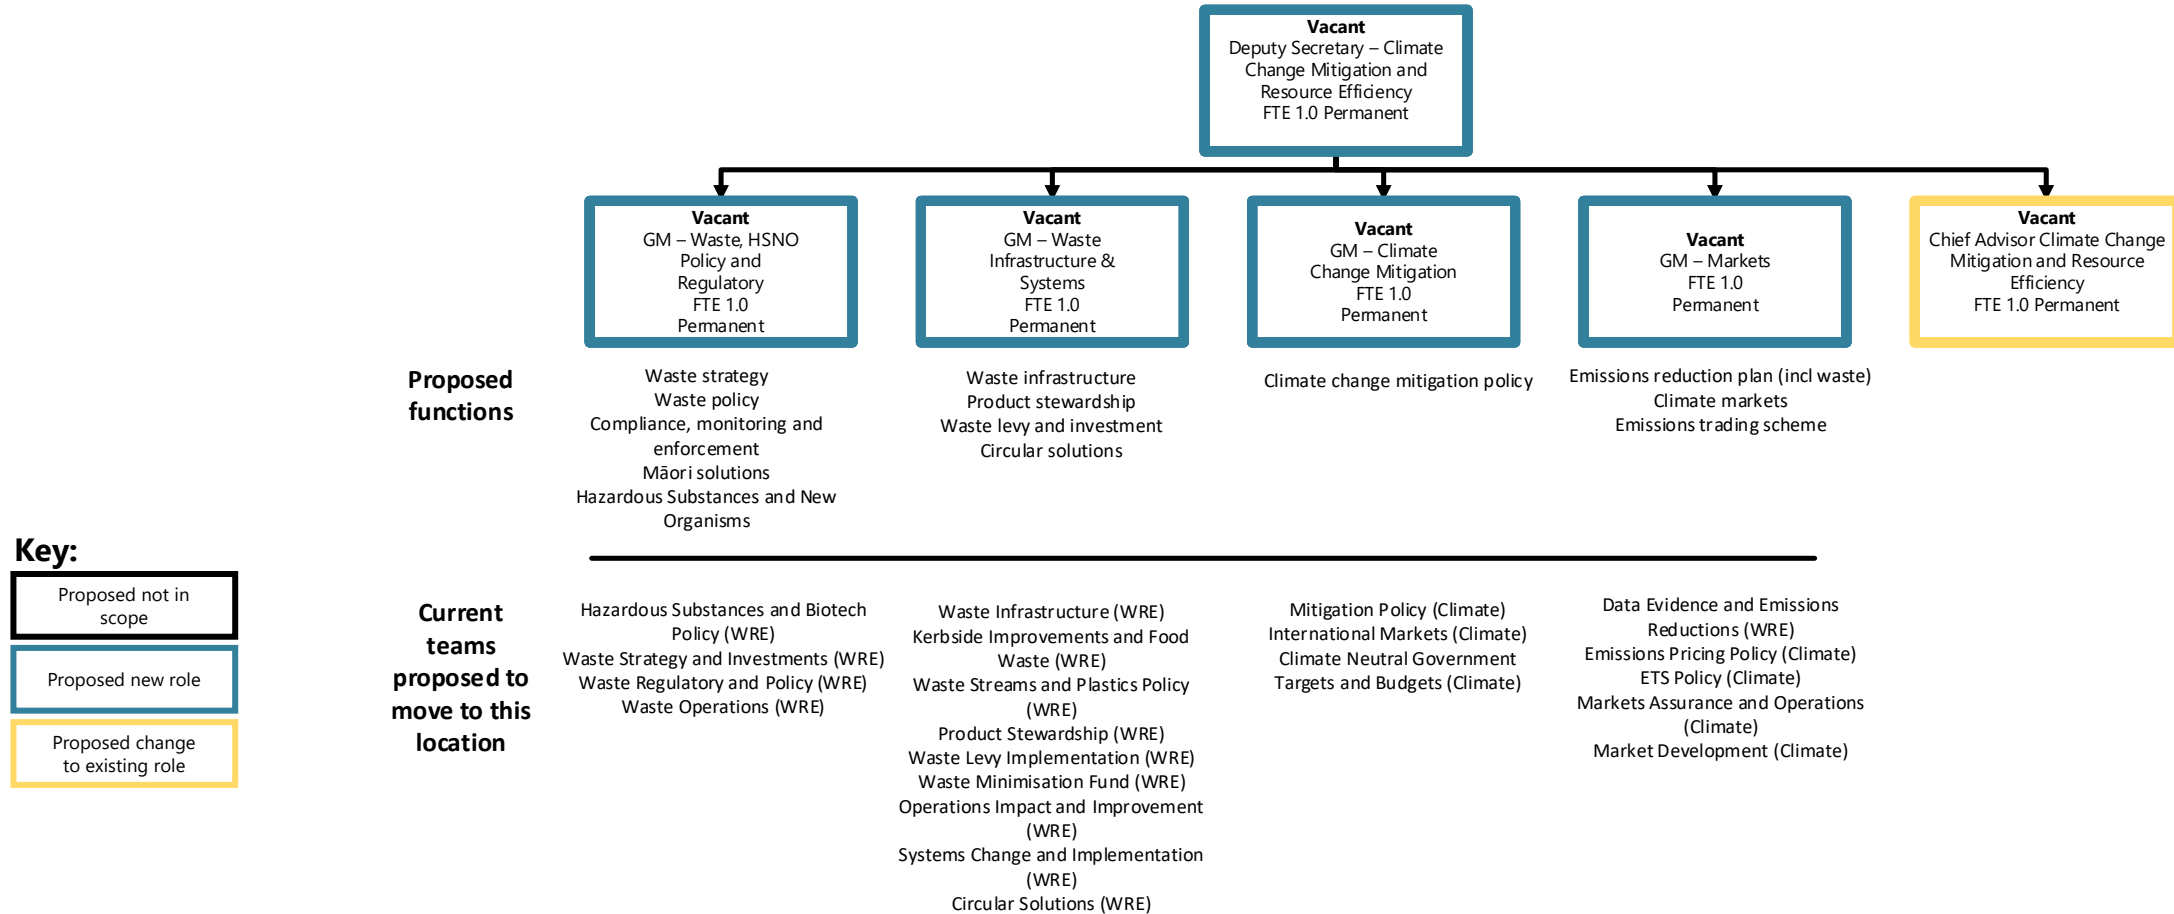 Vacant
Deputy Secretary – Climate
Change Mitigation and
Resource Efficiency
FTE 1.0 Permanent
Vacant
GM – Waste, HSNO
Policy and
Regulatory
FTE 1.0
Permanent
Vacant
GM – Waste
Infrastructure &
Systems
FTE 1.0
Permanent
Vacant
GM – Climate
Change Mitigation
FTE 1.0
Permanent
Vacant
GM – Markets
FTE 1.0
Permanent
Vacant
Chief Advisor Climate Change
Mitigation and Resource
Efficiency
FTE 1.0 Permanent
Proposed
functions
Waste strategy
Waste policy
Compliance, monitoring and
enforcement
Māori solutions
Hazardous Substances and New
Organisms
Waste infrastructure
Product stewardship
Waste levy and investment
Circular solutions
Climate change mitigation policy
Emissions reduction plan (incl waste)
Climate markets
Emissions trading scheme
Key:
Proposed not in
scope
Proposed new role
Proposed change
to existing role
Current
teams
proposed to
move to this
location
Hazardous Substances and Biotech
Policy (WRE)
Waste Strategy and Investments (WRE)
Waste Regulatory and Policy (WRE)
Waste Operations (WRE)
Waste Infrastructure (WRE)
Kerbside Improvements and Food
Waste (WRE)
Waste Streams and Plastics Policy
(WRE)
Product Stewardship (WRE)
Waste Levy Implementation (WRE)
Waste Minimisation Fund (WRE)
Operations Impact and Improvement
(WRE)
Systems Change and Implementation
(WRE)
Circular Solutions (WRE)
Mitigation Policy (Climate)
International Markets (Climate)
Climate Neutral Government
Targets and Budgets (Climate)
Data Evidence and Emissions
Reductions (WRE)
Emissions Pricing Policy (Climate)
ETS Policy (Climate)
Markets Assurance and Operations
(Climate)
Market Development (Climate)